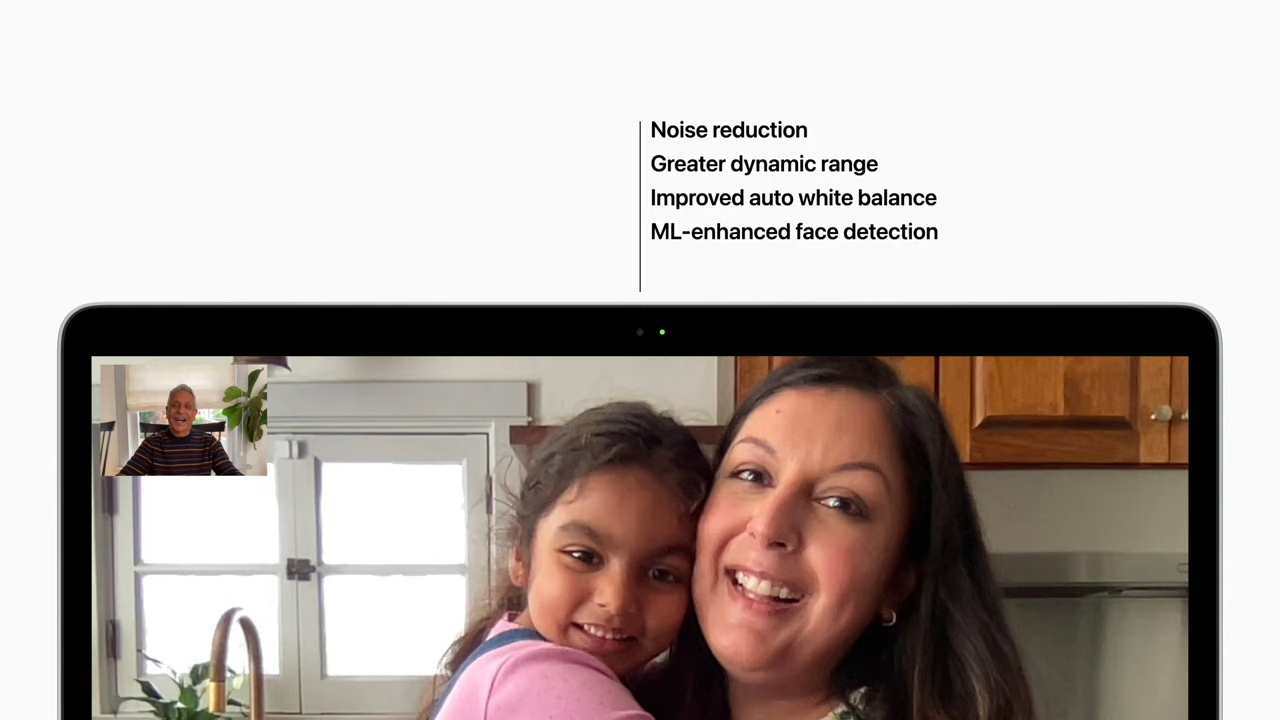 Noise reduction
Greater dynamic range
Improved auto white balance
ML-enhanced face detection